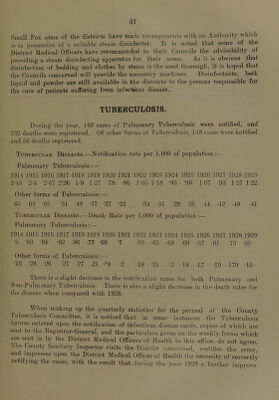 57
Small Pox some of the districts have made arrangements with an Authority which
is in possession of a suitable steam disinfector. It is noted that some of the
District Medical Officers have recommended to their Councils the advisability of
providing a steam disinfecting apparatus for their areas. As it is obvious that
disinfection of bedding and clothes by steam is the most thorough, it is hoped that
the Councils concerned will provide the necessary machines. Disinfectants, both
liquid and powder are still available in the districts to the persons responsible for
the care of patients suffering from infectious disease.
TUBERCULOSIS.
During the year, 440 cases of Pulmonary Tuberculosis were notified, and
232 deaths were registered. Of other forms of Tuberculosis, 148 cases were notified
and 56 deaths registered.
Tubercular Diseases.—Notification rate per 1,000 of population:—
Pulmonary Tuberculosis:—
1914 1915 1916 1917 1918 1919 1920 1921 1922 1923 1924 1925 1926 1927 1928 1929
2·45 2·3 2·47 2·26 1·9 1·27 ·78 ·86 1·05 1·18 ·93 ·90 1·07 ·93 1·27 1·22
Other forms of Tuberculosis:—
·65 ·68 ·65 ·51 ·48 ·37 ·27 ·21 ·31 ·51 ·29 ·35 ·44 ·42 ·49 ·41
Tubercular Diseases.—Death Rate per 1,000 of population:—
Pulmonary Tuberculosis:—
1914 1915 1916 1917 1918 1919 1920 1921 1922 1923 1924 1925 1926 1927 1928 1929
·80 ·94 ·82 ·96 ·77 ·68 ·7 ·69 ·65 ·68 ·69 ·57 ·61 ·73 ·65
Other forms of Tuberculosis:—
·23 ·28 ·26 ·27 ·27 ·21 ·2 ·18 ·21 ·2 ·18 ·17 ·19 ·179 ·15
There is a slight decrease in the notification rates for both Pulmonary and
Non-Pulmonary Tuberculosis. There is also a slight decrease in the death rates for
the disease when compared with 1928.
When making up the quarterly statistics for the perusal of the County
Tuberculosis Committee, it is noticed that in some instances the Tuberculosis
figures entered upon the notification of infectious disease cards, copies of which are
sent to the Registrar-General, and the particulars given on the weekly forms which
are sent in by the District Medical Officers of Health to this office, do not agree.
The County Sanitary Inspector visits the District concerned, rectifies the error,
and impresses upon the District Medical Officer of Health the necessity of correctly
notifying the cases, with the result that during the year 1929 a further improve